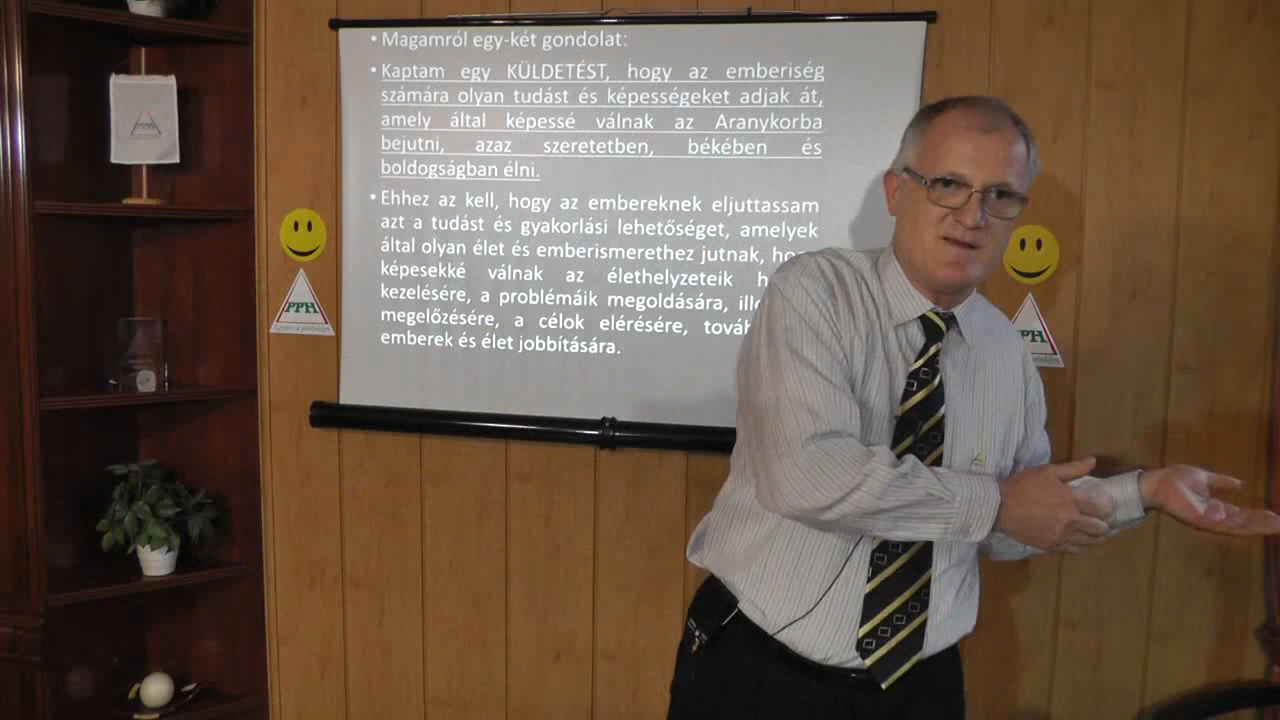 • Magamról egy-két gondolat:
• Kaptam egy KÜLDETÉST, hogy az emberiség
számára olyan tudást és képességeket adjak át,
amely által képessé válnak az Aranykorba
bejutni, azaz szeretetben, békében és
boldogságban élni.
• Ehhez az kell, hogy az embereknek eljuttassam
azt a tudást és gyakorlási lehetőséget, amelyek
által olyan élet és emberismerethez jutnak,
képesekké válnak az élethelyzeteik
kezelésére, a problémáik megoldására,
megelőzésére, a célok elérésére,
emberek és élet jobbítására.
PPH
PH